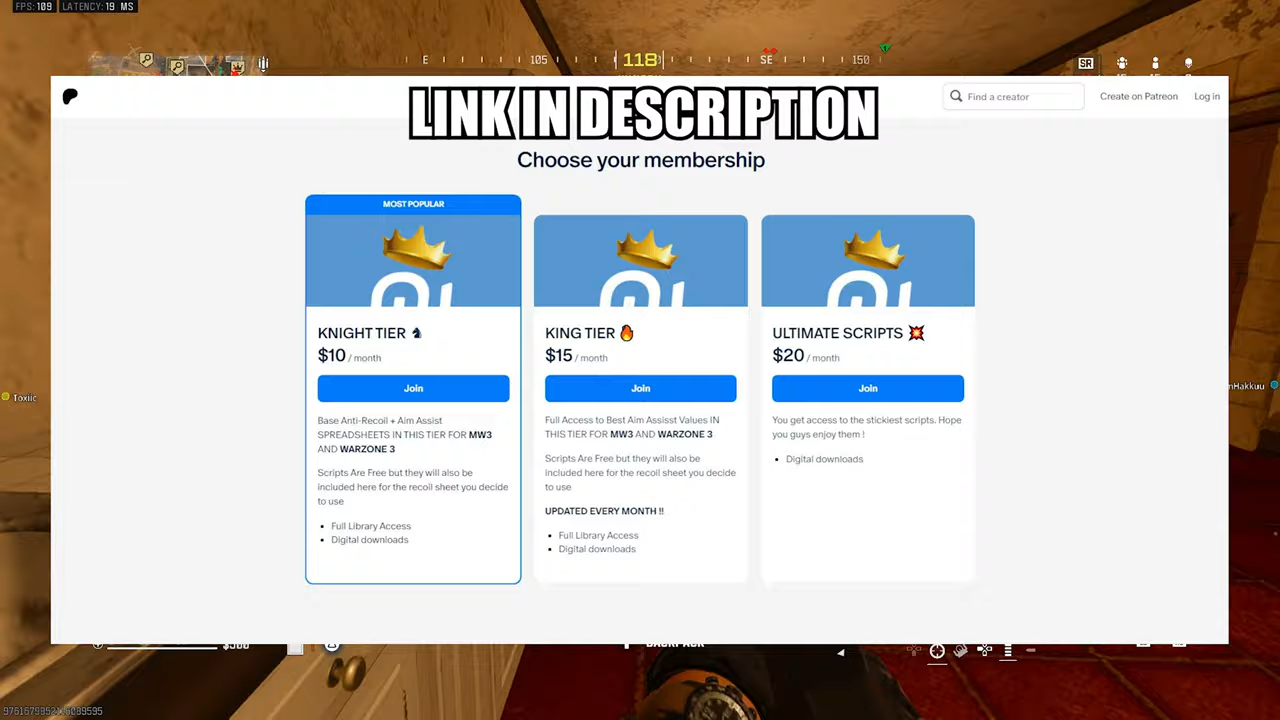 FPS:109 LATENCY:19 MS
E 105 118 SE 150
SR
LINK IN DESCRIPTION
Find a creator
Create on Patreon
Log in
Choose your membership
MOST POPULAR
KNIGHT TIER
$10 / month
Join
Base Anti-Recoil + Aim Assist
SPREADSHEETS IN THIS TIER FOR MW3
AND WARZONE 3
Scripts Are Free but they will also be
included here for the recoil sheet you decide
to use
Full Library Access
Digital downloads
KING TIER
$15 / month
Join
Full Access to Best Aim Assisst Values IN
THIS TIER FOR MW3 AND WARZONE 3
Scripts Are Free but they will also be
included here for the recoil sheet you decide
to use
UPDATED EVERY MONTH !!
Full Library Access
Digital downloads
ULTIMATE SCRIPTS
$20 / month
Join
You get access to the stickiest scripts. Hope
you guys enjoy them !
Digital downloads
Toxiic
nHakkuu
$500
BACKPACK